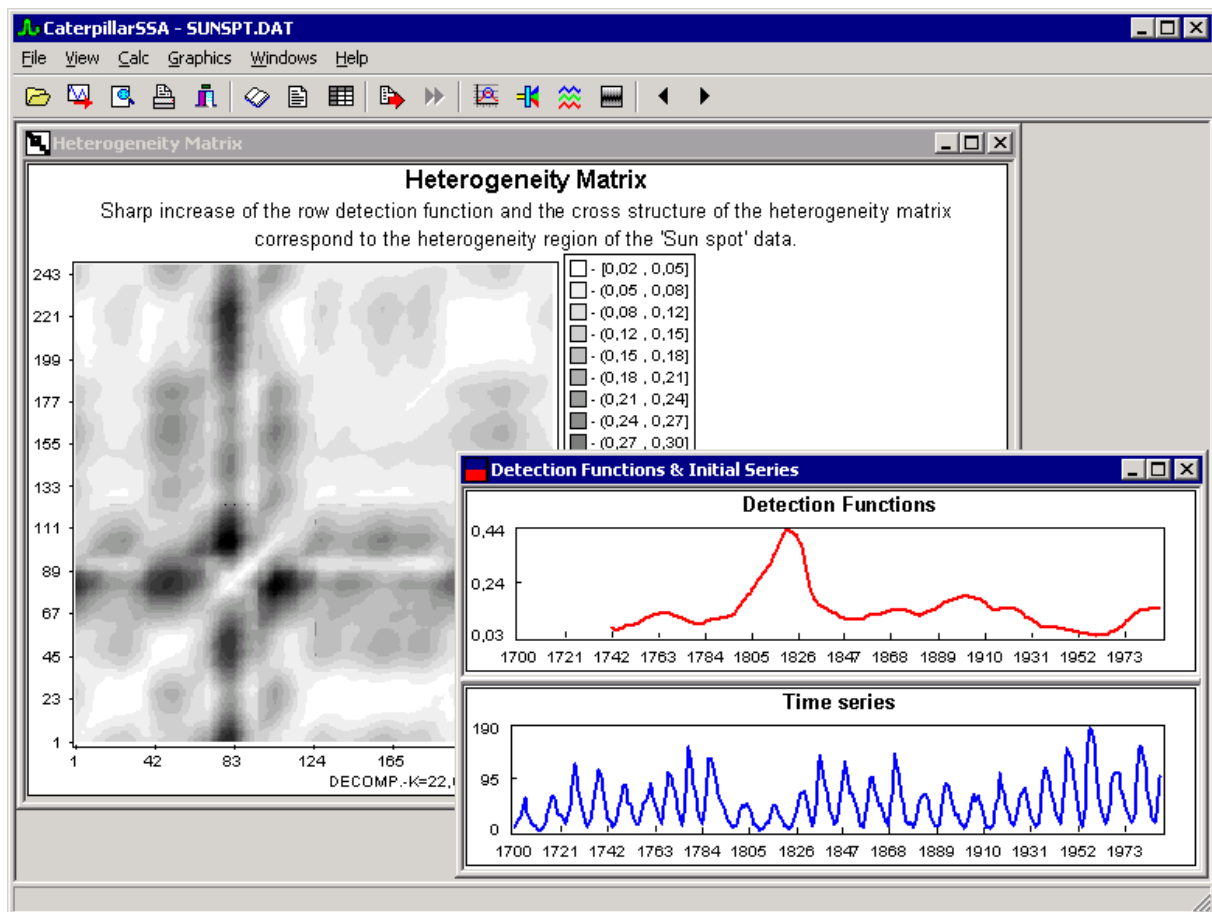 CaterpillarSSA - SUNSPT.DAT
File View Calc Graphics Windows Help
Heterogeneity Matrix
Heterogeneity Matrix
Sharp increase of the row detection function and the cross structure of the heterogeneity matrix
correspond to the heterogeneity region of the 'Sun spot' data.
243
221
199
177
155
133
111
89
67
45
23
1
1 42 83 124 165
DECOMP.-K=22,
- [0,02 , 0,05]
- (0,05 , 0,08]
- (0,08 , 0,12]
- (0,12 , 0,15]
- (0,15 , 0,18]
- (0,18 , 0,21]
- (0,21 , 0,24]
- (0,24 , 0,27]
- (0,27 , 0,30]
Detection Functions & Initial Series
Detection Functions
0,44
0,24
0,03
1700 1721 1742 1763 1784 1805 1826 1847 1868 1889 1910 1931 1952 1973
Time series
190
95
0
1700 1721 1742 1763 1784 1805 1826 1847 1868 1889 1910 1931 1952 1973